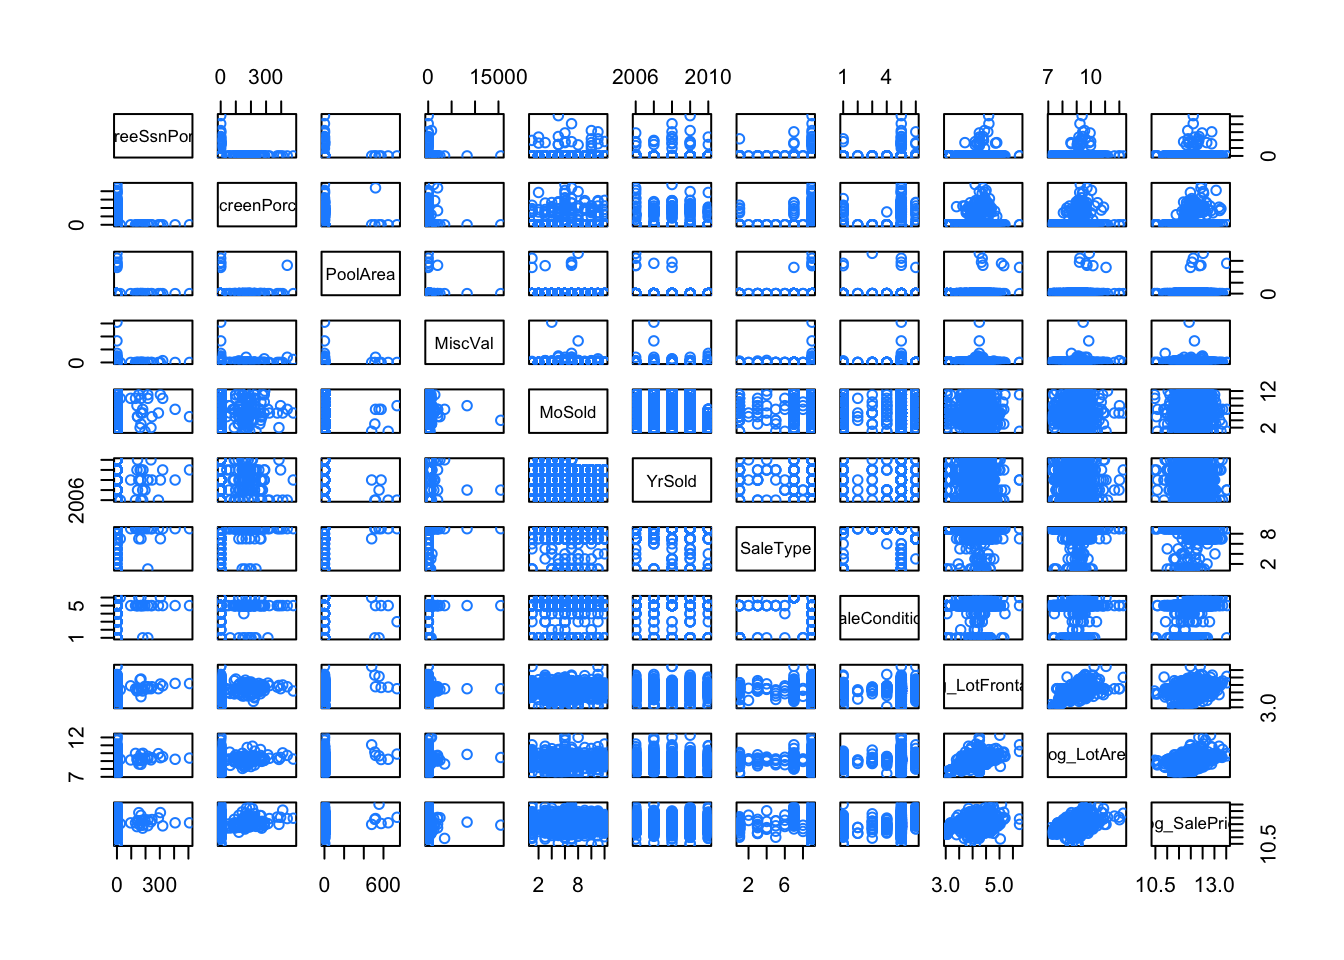 0 300 0 15000 2006 2010 1 4 7 10
reeSsnPor 0
0 creenPorc
PoolArea 0
0 MiscVal
MoSold 2 12
2006 YrSold
SaleType 2 8
1 5 aleConditio
g_LotFronta 3.0
7 12 og_LotAre
og_SalePric 10.5
0 300 0 600 2 8 2 6 3.0 5.0 10.5 13.0